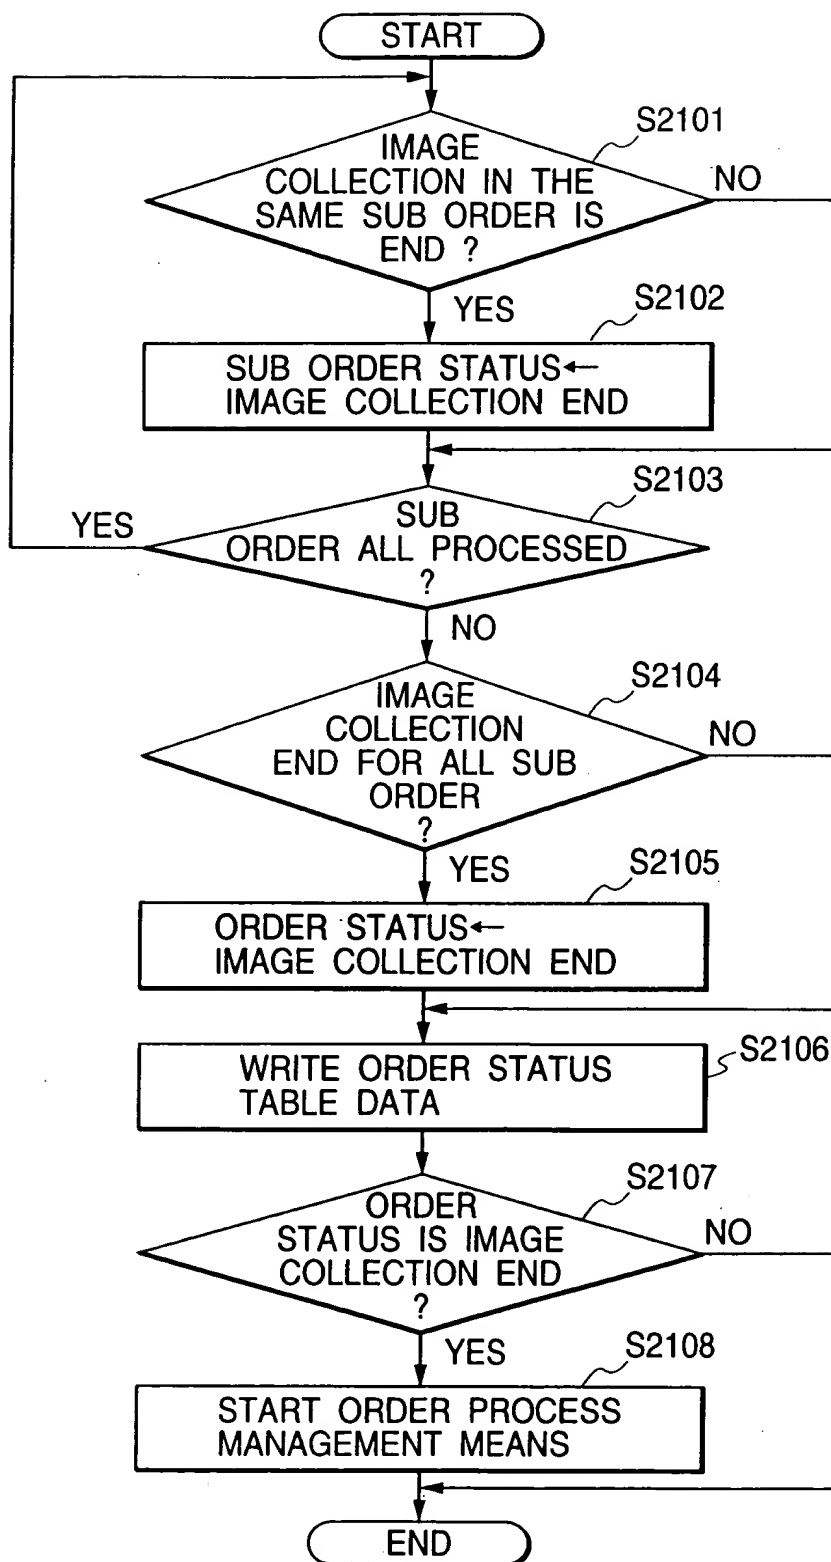 START
S2101
IMAGE
COLLECTION IN THE
SAME SUB ORDER IS
END ?
NO
YES
S2102
SUB ORDER STATUS←
IMAGE COLLECTION END
S2103
YES
SUB
ORDER ALL PROCESSED
?
NO
S2104
IMAGE
COLLECTION
END FOR ALL SUB
ORDER
?
NO
YES
S2105
ORDER STATUS←
IMAGE COLLECTION END
S2106
WRITE ORDER STATUS
TABLE DATA
S2107
ORDER
STATUS IS IMAGE
COLLECTION END
?
NO
YES
S2108
START ORDER PROCESS
MANAGEMENT MEANS
END